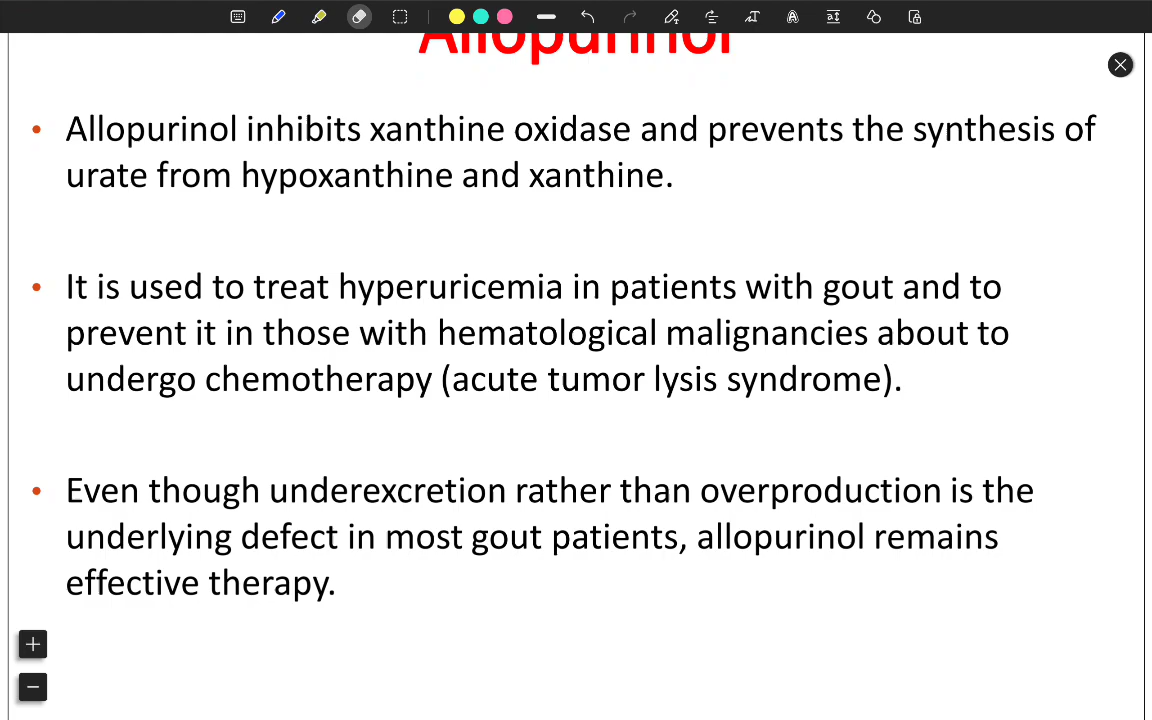 Allopurinol
• Allopurinol inhibits xanthine oxidase and prevents the synthesis of
urate from hypoxanthine and xanthine.
• It is used to treat hyperuricemia in patients with gout and to
prevent it in those with hematological malignancies about to
undergo chemotherapy (acute tumor lysis syndrome).
• Even though underexcretion rather than overproduction is the
underlying defect in most gout patients, allopurinol remains
effective therapy.